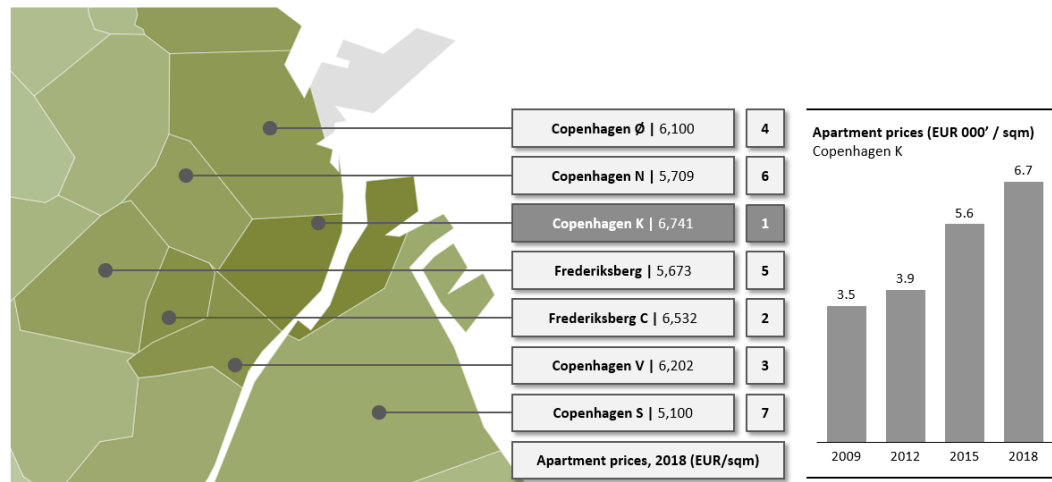 Copenhagen Ø | 6,100 4
Copenhagen N | 5,709 6
Copenhagen K | 6,741 1
Frederiksberg | 5,673 5
Frederiksberg C | 6,532 2
Copenhagen V | 6,202 3
Copenhagen S | 5,100 7
Apartment prices, 2018 (EUR/sqm)
Apartment prices (EUR 000’ / sqm)
Copenhagen K
3.5 3.9 5.6 6.7
2009 2012 2015 2018